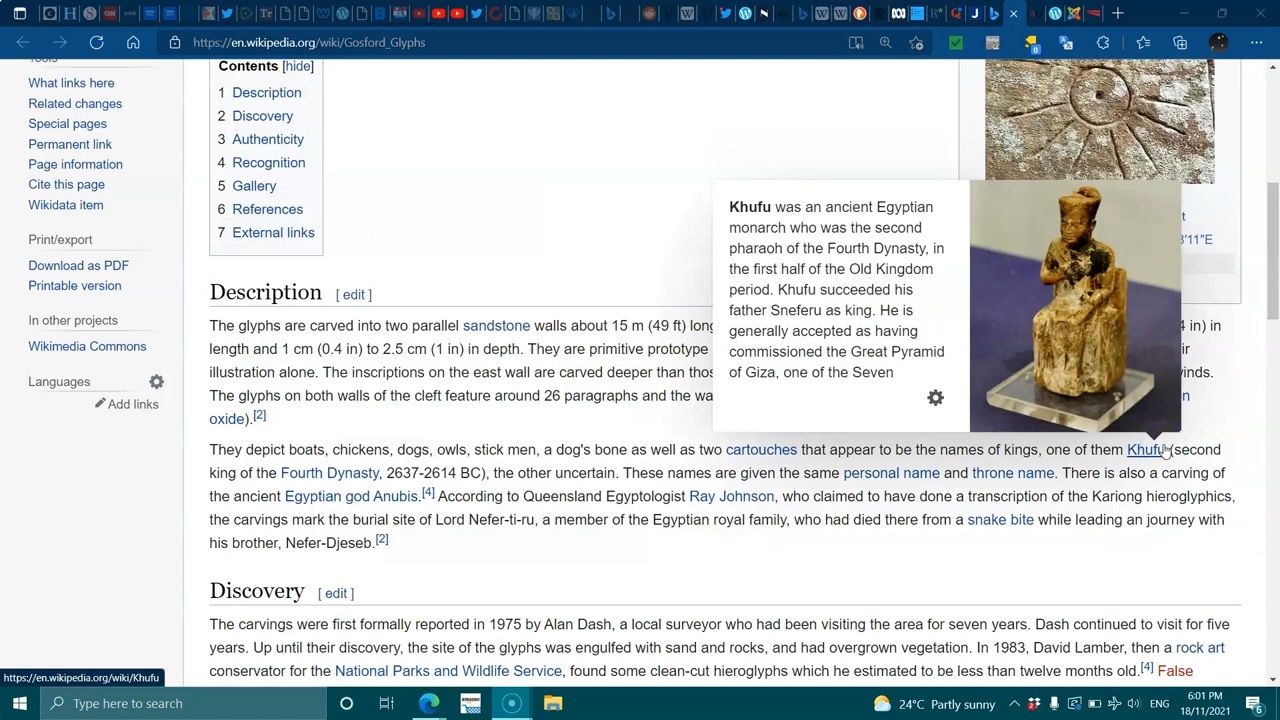 https://en.wikipedia.org/wiki/Gosford_Glyphs
Tools
What links here
Related changes
Special pages
Permanent link
Page information
Cite this page
Wikidata item
Print/export
Download as PDF
Printable version
In other projects
Wikimedia Commons
Languages
Add links
Contents [hide]
1 Description
2 Discovery
3 Authenticity
4 Recognition
5 Gallery
6 References
7 External links
Khufu was an ancient Egyptian
monarch who was the second
pharaoh of the Fourth Dynasty, in
the first half of the Old Kingdom
period. Khufu succeeded his
father Sneferu as king. He is
generally accepted as having
commissioned the Great Pyramid
of Giza, one of the Seven
Description [ edit ]
The glyphs are carved into two parallel sandstone walls about 15 m (49 ft) long
in) in
length and 1 cm (0.4 in) to 2.5 cm (1 in) in depth. They are primitive prototype
illustration alone. The inscriptions on the east wall are carved deeper than
winds.
The glyphs on both walls of the cleft feature around 26 paragraphs and the
oxide).[2]
They depict boats, chickens, dogs, owls, stick men, a dog's bone as well as two cartouches that appear to be the names of kings, one of them Khufu (second
king of the Fourth Dynasty, 2637-2614 BC), the other uncertain. These names are given the same personal name and throne name. There is also a carving of
the ancient Egyptian god Anubis.[4] According to Queensland Egyptologist Ray Johnson, who claimed to have done a transcription of the Kariong hieroglyphics,
the carvings mark the burial site of Lord Nefer-ti-ru, a member of the Egyptian royal family, who had died there from a snake bite while leading an journey with
his brother, Nefer-Djeseb.[2]
Discovery [ edit ]
The carvings were first formally reported in 1975 by Alan Dash, a local surveyor who had been visiting the area for seven years. Dash continued to visit for five
years. Up until their discovery, the site of the glyphs was engulfed with sand and rocks, and had overgrown vegetation. In 1983, David Lamber, then a rock art
conservator for the National Parks and Wildlife Service, found some clean-cut hieroglyphs which he estimated to be less than twelve months old.[4] False
https://en.wikipedia.org/wiki/Khufu
Type here to search
24°C Partly sunny
ENG
6:01 PM
18/11/2021
6